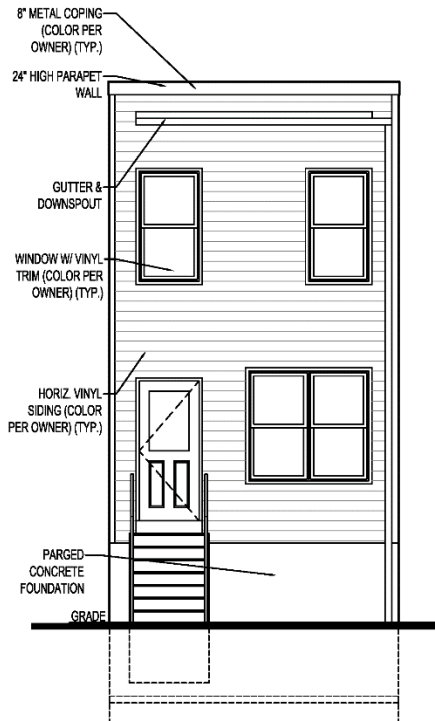 8" METAL COPING
(COLOR PER
OWNER) (TYP.)
24" HIGH PARAPET
WALL
GUTTER &
DOWNSPOUT
WINDOW W/ VINYL
TRIM (COLOR PER
OWNER) (TYP.)
HORIZ. VINYL
SIDING (COLOR
PER OWNER) (TYP.)
PARGED
CONCRETE
FOUNDATION
GRADE